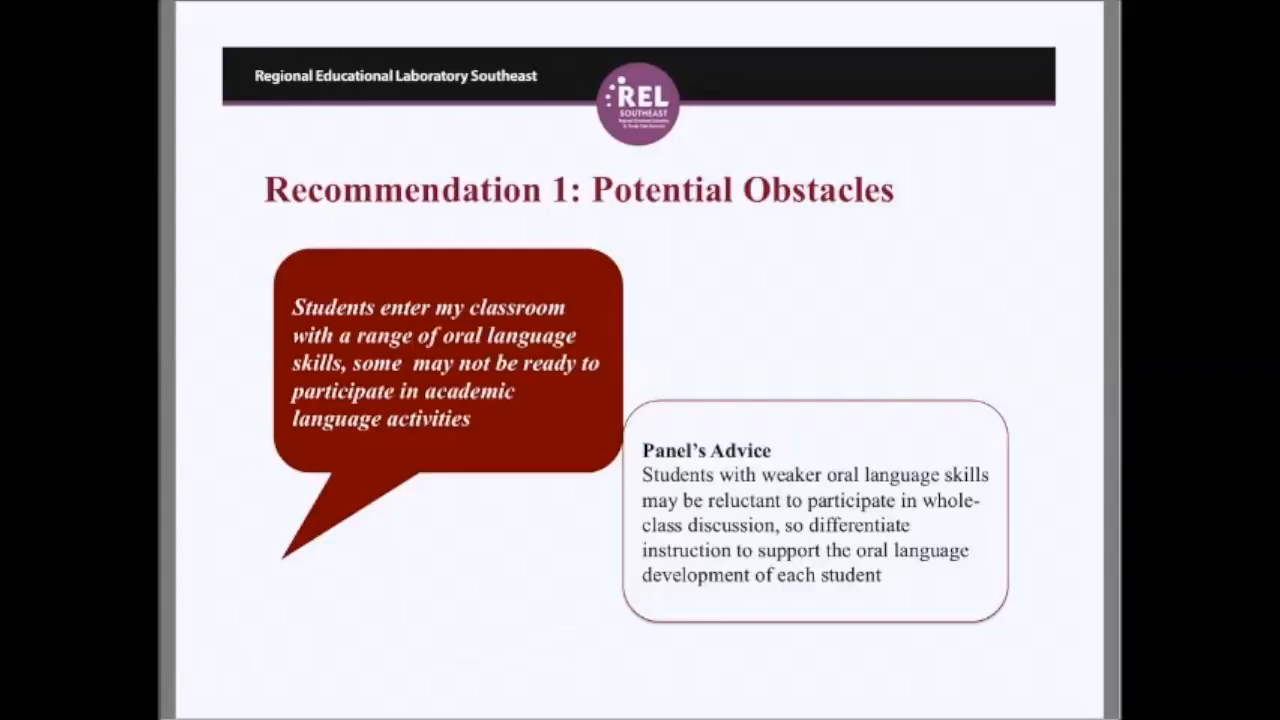 Regional Educational Laboratory Southeast
REL
SOUTHEAST
Recommendation 1: Potential Obstacles
Students enter my classroom
with a range of oral language
skills, some may not be ready to
participate in academic
language activities
Panel's Advice
Students with weaker oral language skills
may be reluctant to participate in whole-
class discussion, so differentiate
instruction to support the oral language
development of each student